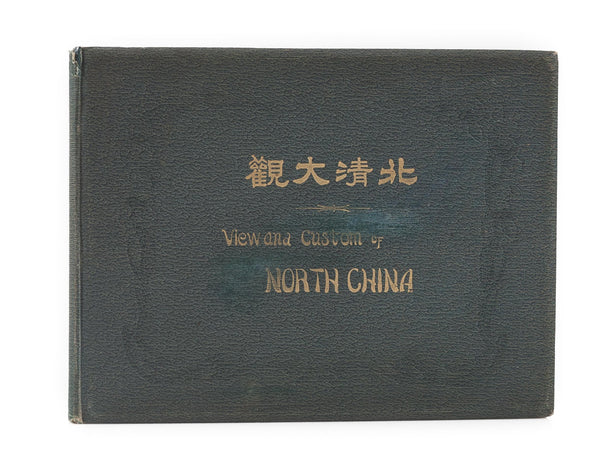 北清大觀
View and Custom of
NORTH CHINA